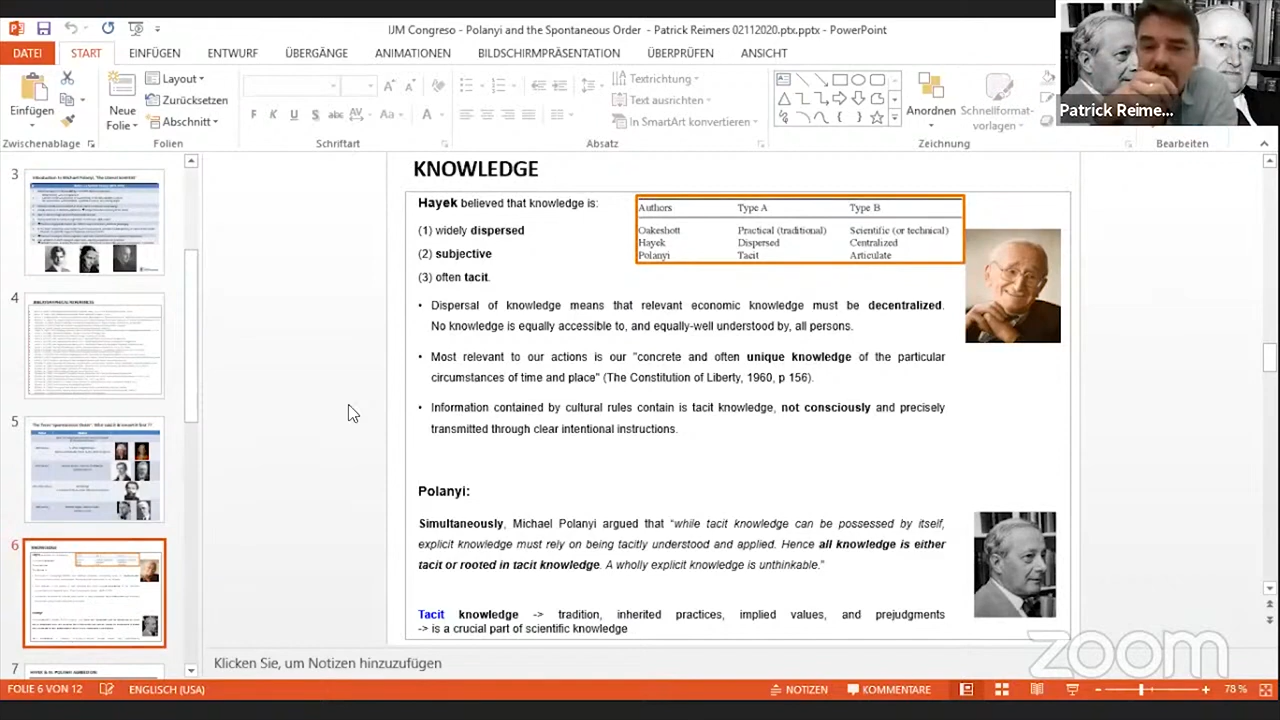 UM Congreso - Polanyi and the Spontaneous Order - Patrick Reimers 02112020.ptx.pptx - PowerPoint
DATEI START EINFÜGEN ENTWURF ÜBERGÄNGE ANIMATIONEN BILDSCHIRMPRÄSENTATION ÜBERPRÜFEN ANSICHT
Einfügen
Layout
Zurücksetzen
Abschnitt
Neue
Folie
F K U S abc
Textrichtung
Text ausrichten
In SmartArt konvertieren
Anordnen
Schnellformat-
vorlagen
Zwischenablage Folien Schriftart Absatz Zeichnung Bearbeiten
Patrick Reime...
3
4
5
6
7
KNOWLEDGE
Hayek believed that knowledge is:
(1) widely dispersed
(2) subjective
(3) often tacit.
Authors Type A Type B
Oakeshott Practical (traditional) Scientific (or technical)
Hayek Dispersed Centralized
Polanyi Tacit Articulate
• Dispersal of knowledge means that relevant economic knowledge must be decentralized.
No knowledge is equally accessible to, and equally well understood by, all persons.
• Most relevant for actions is our "concrete and often unique knowledge of the particular
circumstances of time and place" (The Constitution of Liberty, 1960, p.156).
• Information contained by cultural rules contain is tacit knowledge, not consciously and precisely
transmitted through clear intentional instructions.
Polanyi:
Simultaneously, Michael Polanyi argued that "while tacit knowledge can be possessed by itself,
explicit knowledge must rely on being tacitly understood and applied. Hence all knowledge is either
tacit or rooted in tacit knowledge. A wholly explicit knowledge is unthinkable."
Tacit knowledge -> tradition, inherited practices, implied values, and prejudgments
-> is a crucial part of scientific knowledge
Klicken Sie, um Notizen hinzuzufügen
zoom
FOLIE 6 VON 12 ENGLISCH (USA) NOTIZEN KOMMENTARE 78 %